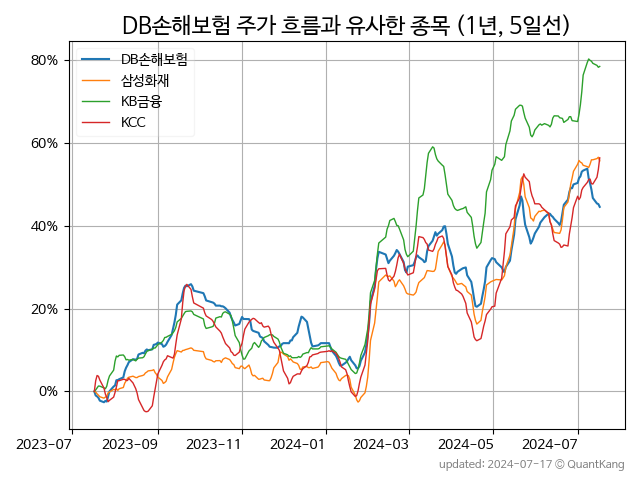 DB손해보험 주가 흐름과 유사한 종목 (1년, 5일선)
DB손해보험
삼성화재
KB금융
KCC
80%
60%
40%
20%
0%
2023-07
2023-09
2023-11
2024-01
2024-03
2024-05
2024-07
updated: 2024-07-17 © QuantKang